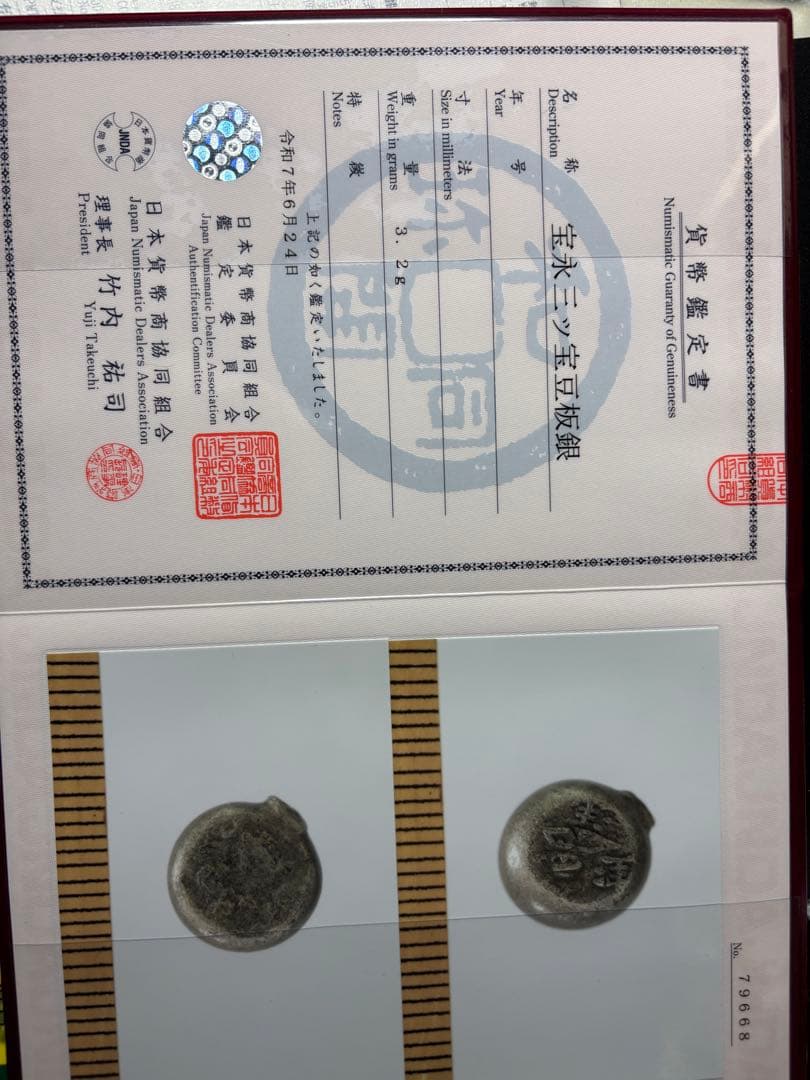 貨幣鑑定書
Numismatic Guaranty of Genuineness
名称 宝永三ツ宝豆板銀
Description
年号
Year
寸法
Size in millimeters
重量 3.2g
Weight in grams
特徴
Notes
上記の如く鑑定いたしました。
令和7年6月24日
日本貨幣商協同組合
鑑定委員会
Japan Numismatic Dealers Association
Authentification Committee
日本貨幣商協同組合
Japan Numismatic Dealers Association
理事長 竹内 祐司
President Yuji Takeuchi
JNDA
No. 79668